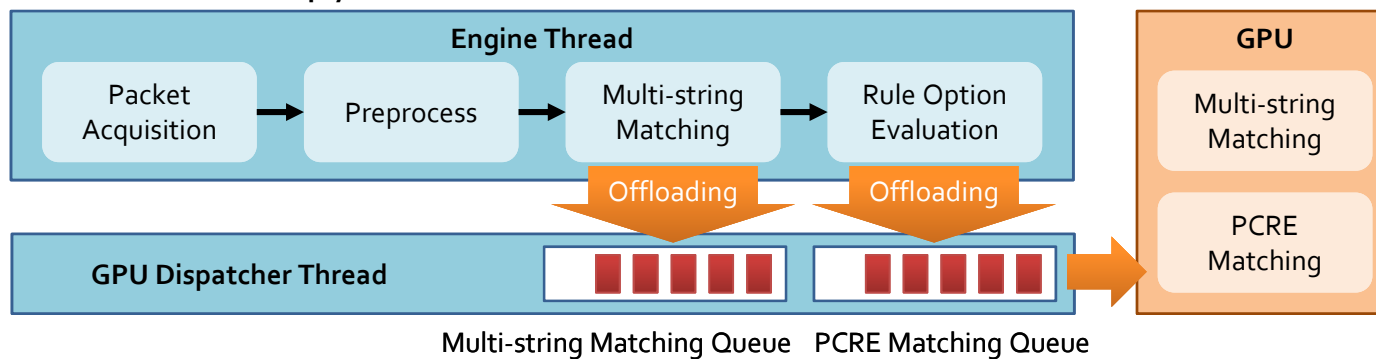 Engine Thread
Packet
Acquisition
Preprocess
Multi-string
Matching
Rule Option
Evaluation
Offloading
Offloading
GPU
Multi-string
Matching
PCRE
Matching
GPU Dispatcher Thread
Multi-string Matching Queue
PCRE Matching Queue